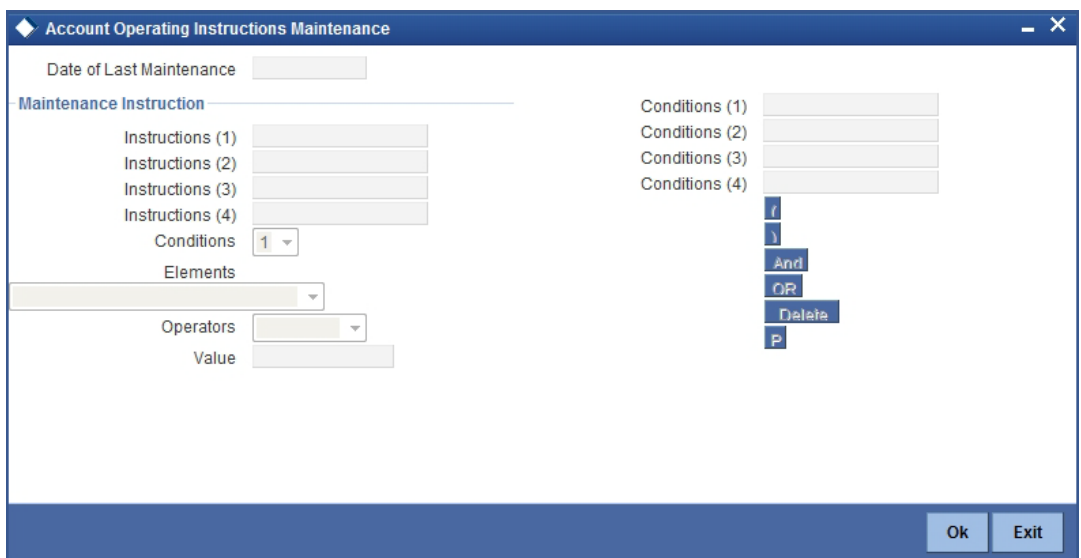 Account Operating Instructions Maintenance
Date of Last Maintenance
Maintenance Instruction
Instructions (1)
Instructions (2)
Instructions (3)
Instructions (4)
Conditions 1
Elements
Operators
Value
Conditions (1)
Conditions (2)
Conditions (3)
Conditions (4)
(
)
And
OR
Delete
P
Ok Exit